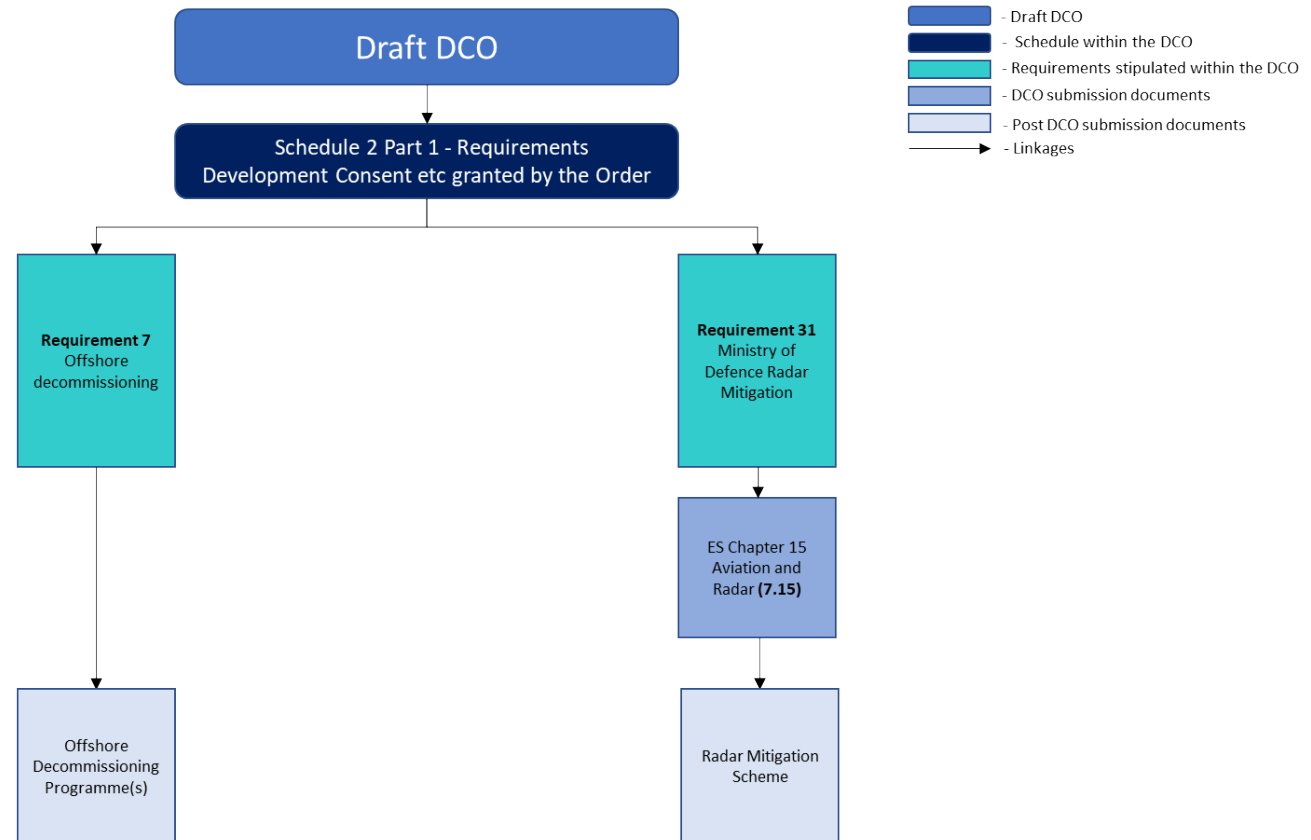 Draft DCO
Schedule 2 Part 1 - Requirements
Development Consent etc granted by the Order
Requirement 7
Offshore
decommissioning
Requirement 31
Ministry of
Defence Radar
Mitigation
ES Chapter 15
Aviation and
Radar (7.15)
Offshore
Decommissioning
Programme(s)
Radar Mitigation
Scheme
- Draft DCO
- Schedule within the DCO
- Requirements stipulated within the DCO
- DCO submission documents
- Post DCO submission documents
- Linkages